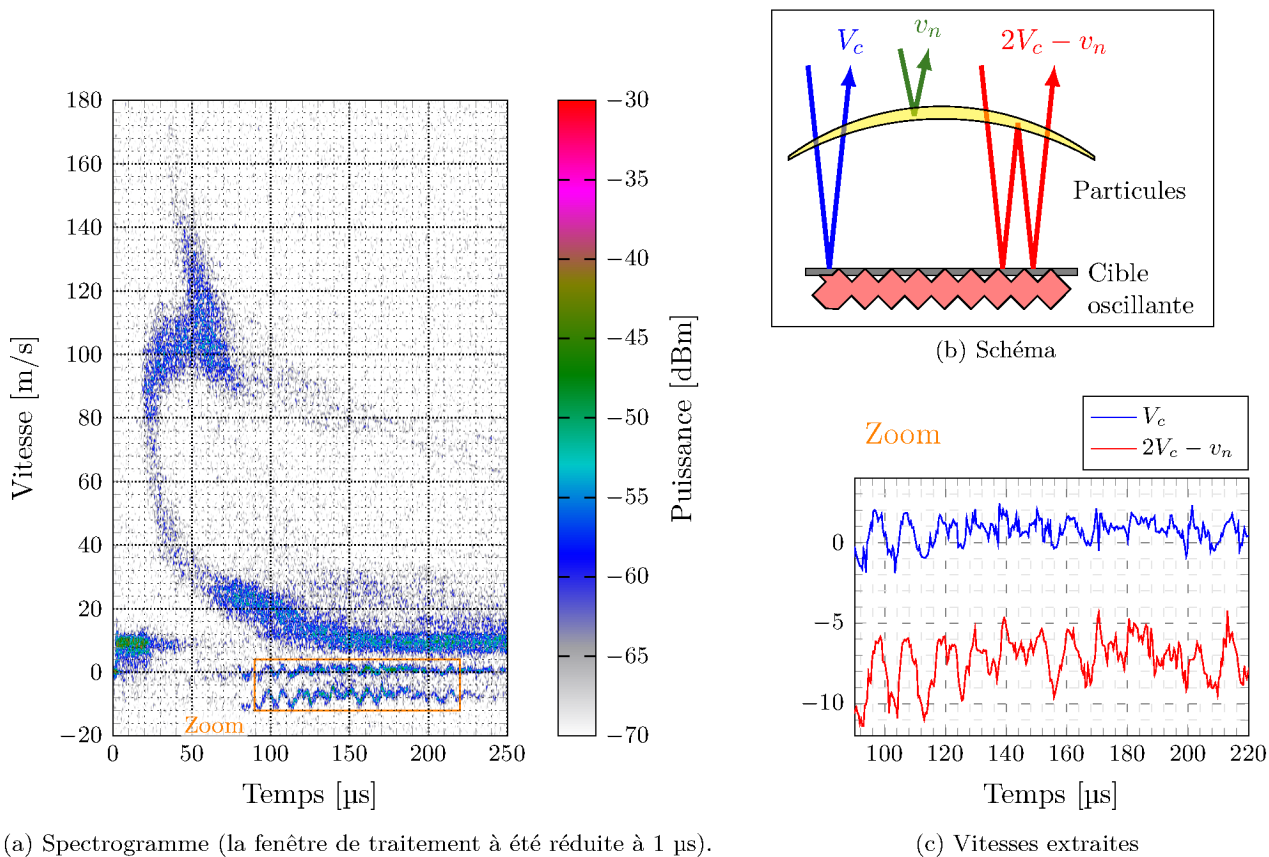 180
160
140
120
100
80
60
40
20
0
−20
Vitesse [m/s]
0
50
100
150
200
250
Temps [µs]
Zoom
−30
−35
−40
−45
−50
−55
−60
−65
−70
Puissance [dBm]
(a) Spectrogramme (la fenêtre de traitement à été réduite à 1 µs).
V_c
v_n
2V_c − v_n
Particules
Cible
oscillante
(b) Schéma
Zoom
V_c
2V_c − v_n
0
−5
−10
100
120
140
160
180
200
220
Temps [µs]
(c) Vitesses extraites